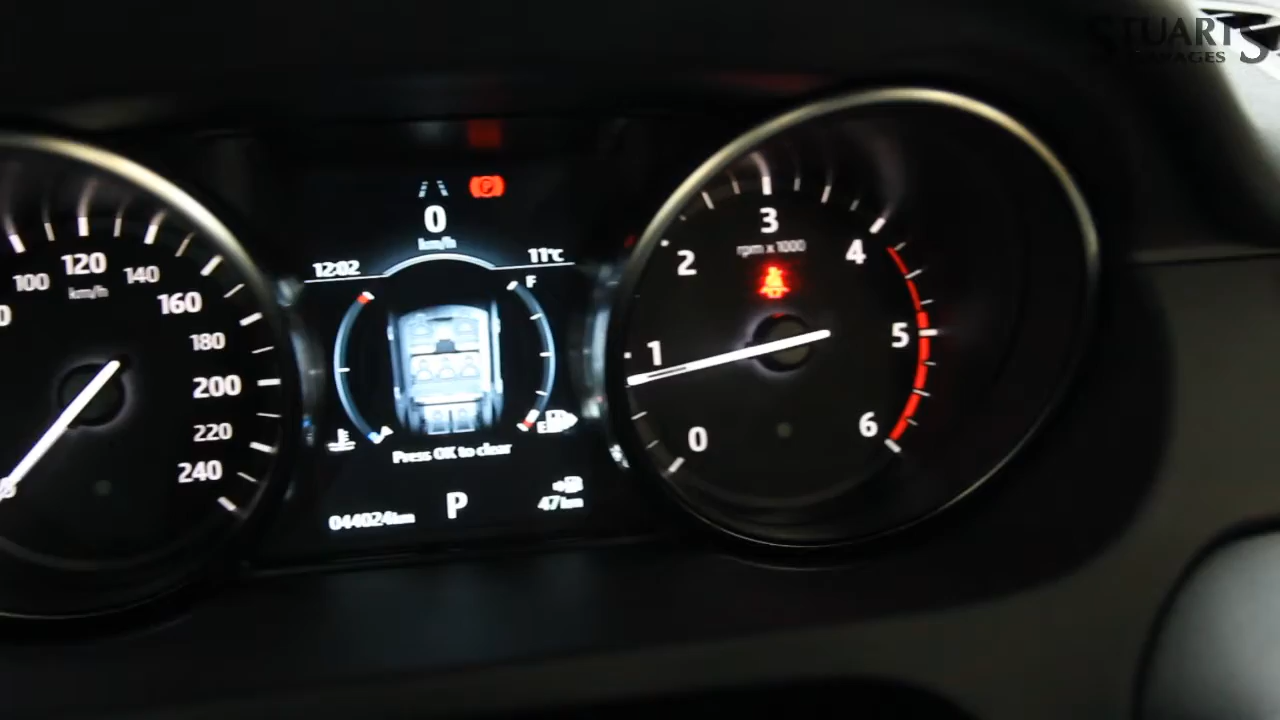 STUARTS
GARAGES
0
km/h
12:02
11°C
F
E
Press OK to clear
044024km
P
47km
100
120
140
km/h
160
180
200
220
240
0
1
2
3
4
5
6
rpm x 1000